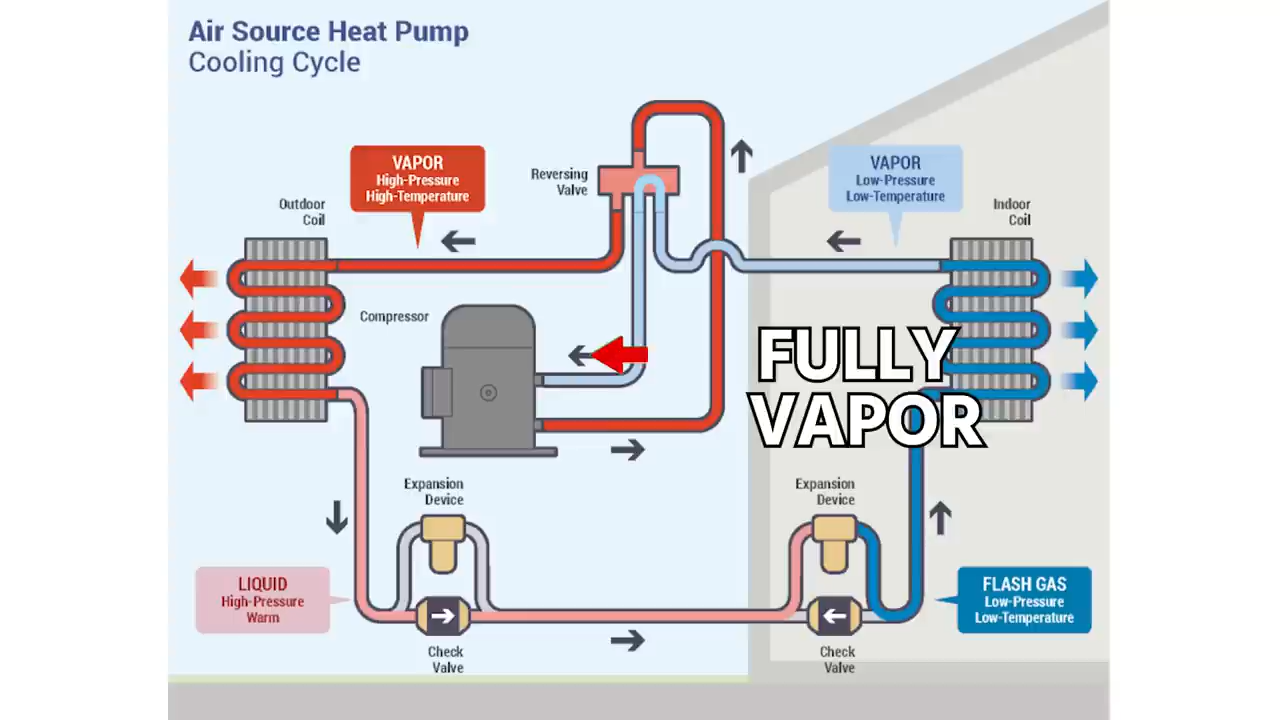 Air Source Heat Pump
Cooling Cycle
VAPOR
High-Pressure
High-Temperature
Reversing
Valve
VAPOR
Low-Pressure
Low-Temperature
Outdoor
Coil
Indoor
Coil
Compressor
FULLY
VAPOR
Expansion
Device
Expansion
Device
LIQUID
High-Pressure
Warm
FLASH GAS
Low-Pressure
Low-Temperature
Check
Valve
Check
Valve